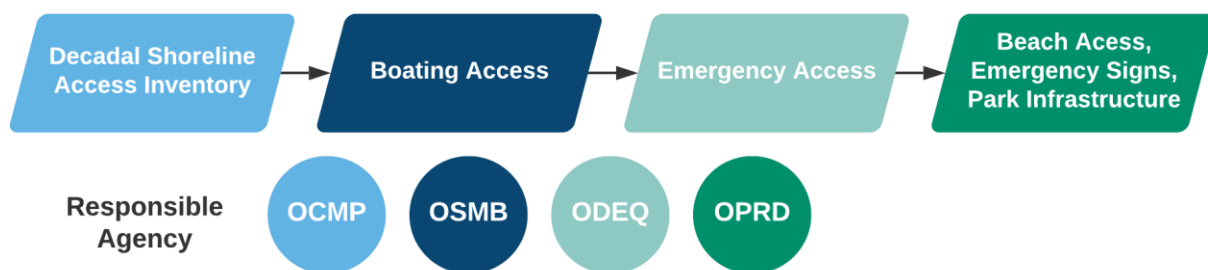 Decadal Shoreline
Access Inventory
Boating Access
Emergency Access
Beach Acess,
Emergency Signs,
Park Infrastructure
Responsible
Agency
OCMP
OSMB
ODEQ
OPRD